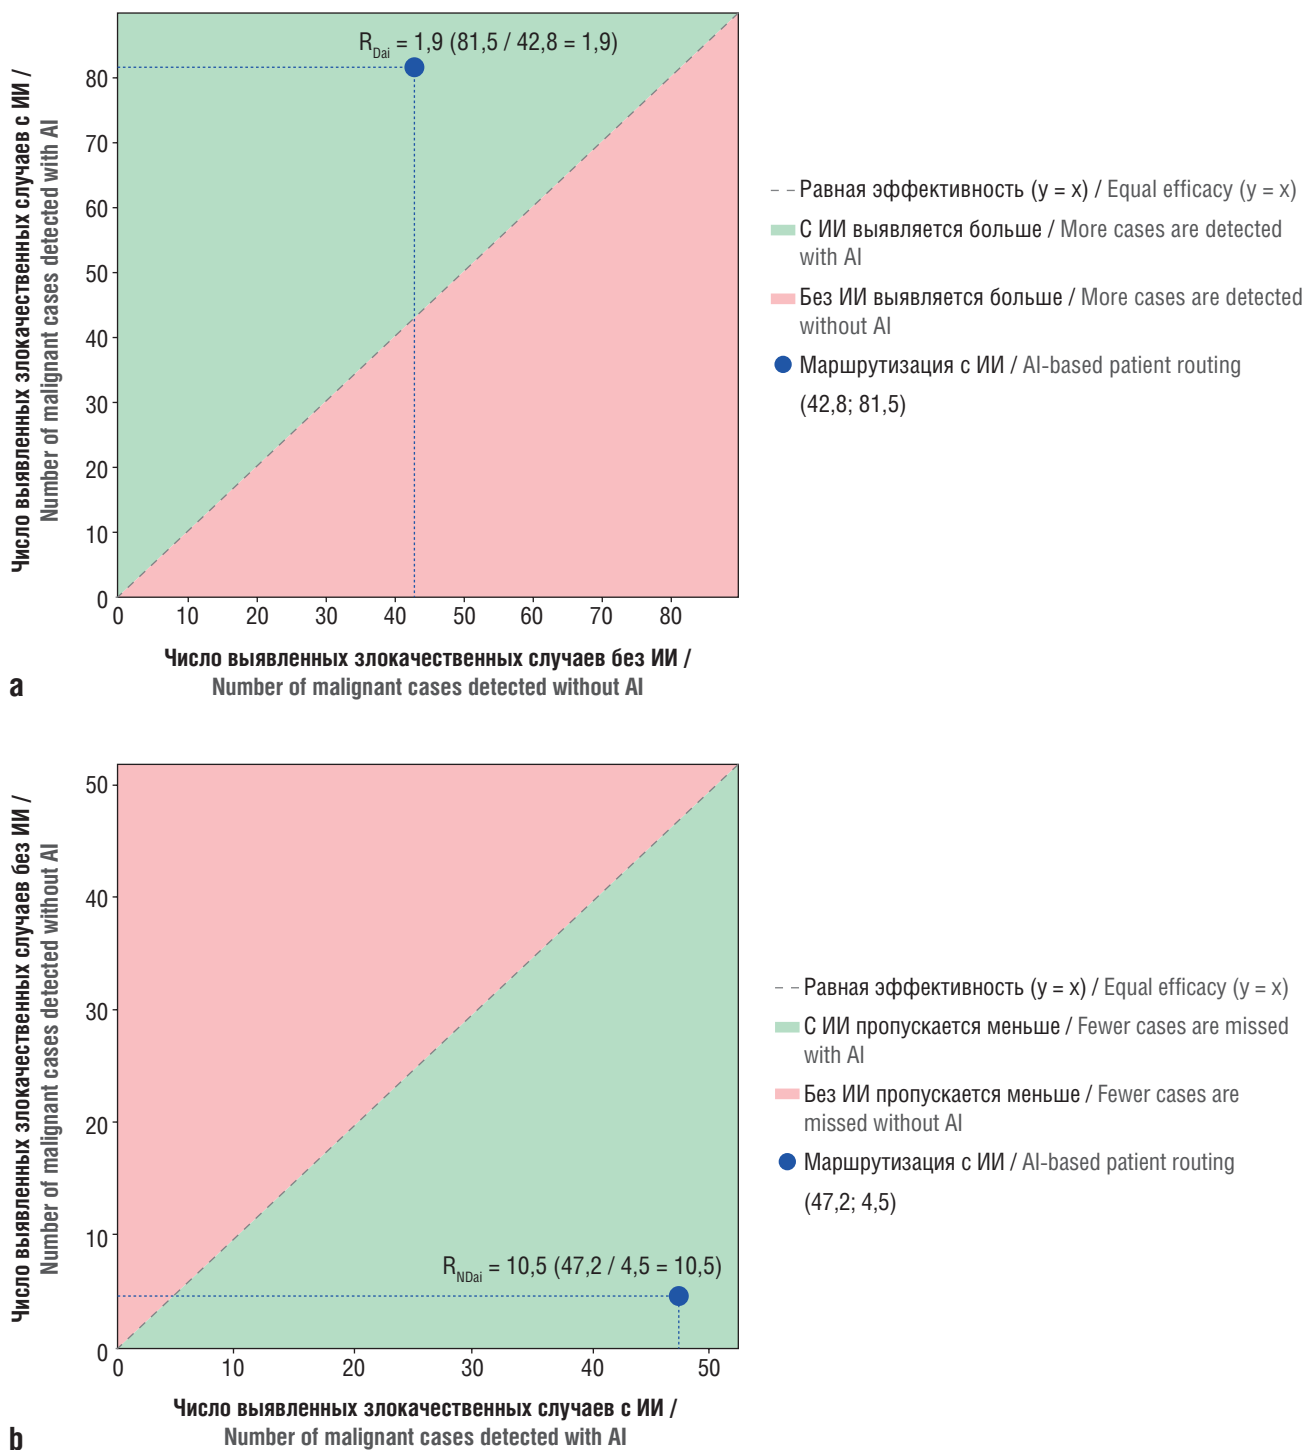 Число выявленных злокачественных случаев с ИИ /
Number of malignant cases detected with AI
R_Dai = 1,9 (81,5 / 42,8 = 1,9)
80
70
60
50
40
30
20
10
0
0 10 20 30 40 50 60 70 80
Число выявленных злокачественных случаев без ИИ /
Number of malignant cases detected without AI
a
Равная эффективность (y = x) / Equal efficacy (y = x)
С ИИ выявляется больше / More cases are detected
with AI
Без ИИ выявляется больше / More cases are detected
without AI
Маршрутизация с ИИ / AI-based patient routing
(42,8; 81,5)
Число выявленных злокачественных случаев без ИИ /
Number of malignant cases detected without AI
50
40
30
20
10
0
R_NDai = 10,5 (47,2 / 4,5 = 10,5)
0 10 20 30 40 50
Число выявленных злокачественных случаев с ИИ /
Number of malignant cases detected with AI
b
Равная эффективность (y = x) / Equal efficacy (y = x)
С ИИ пропускается меньше / Fewer cases are missed
with AI
Без ИИ пропускается меньше / Fewer cases are
missed without AI
Маршрутизация с ИИ / AI-based patient routing
(47,2; 4,5)